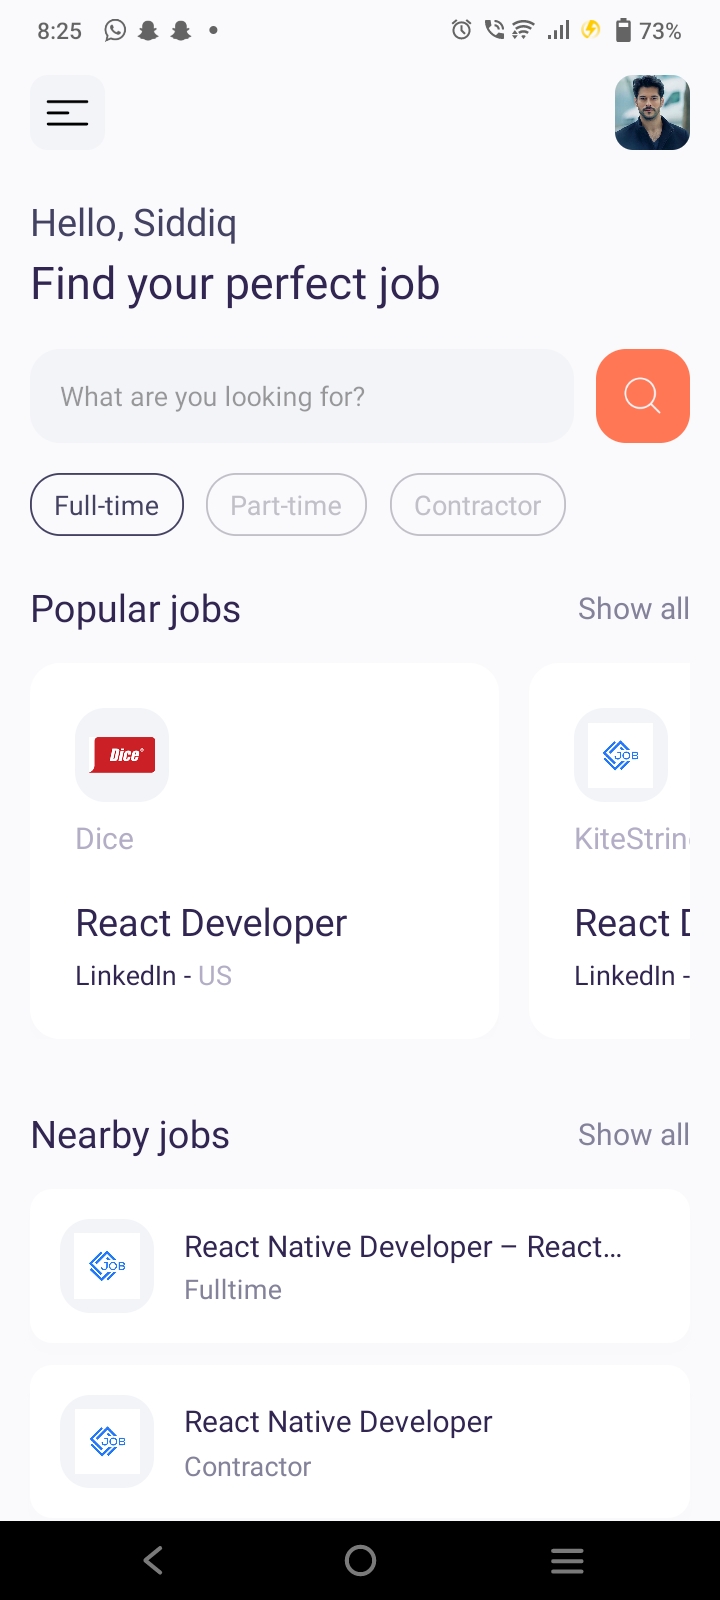 8:25
73%
Hello, Siddiq
Find your perfect job
What are you looking for?
Full-time
Part-time
Contractor
Popular jobs
Show all
Dice
Dice
React Developer
LinkedIn - US
JOB
KiteStrin
React D
LinkedIn -
Nearby jobs
Show all
JOB
React Native Developer – React...
Fulltime
JOB
React Native Developer
Contractor